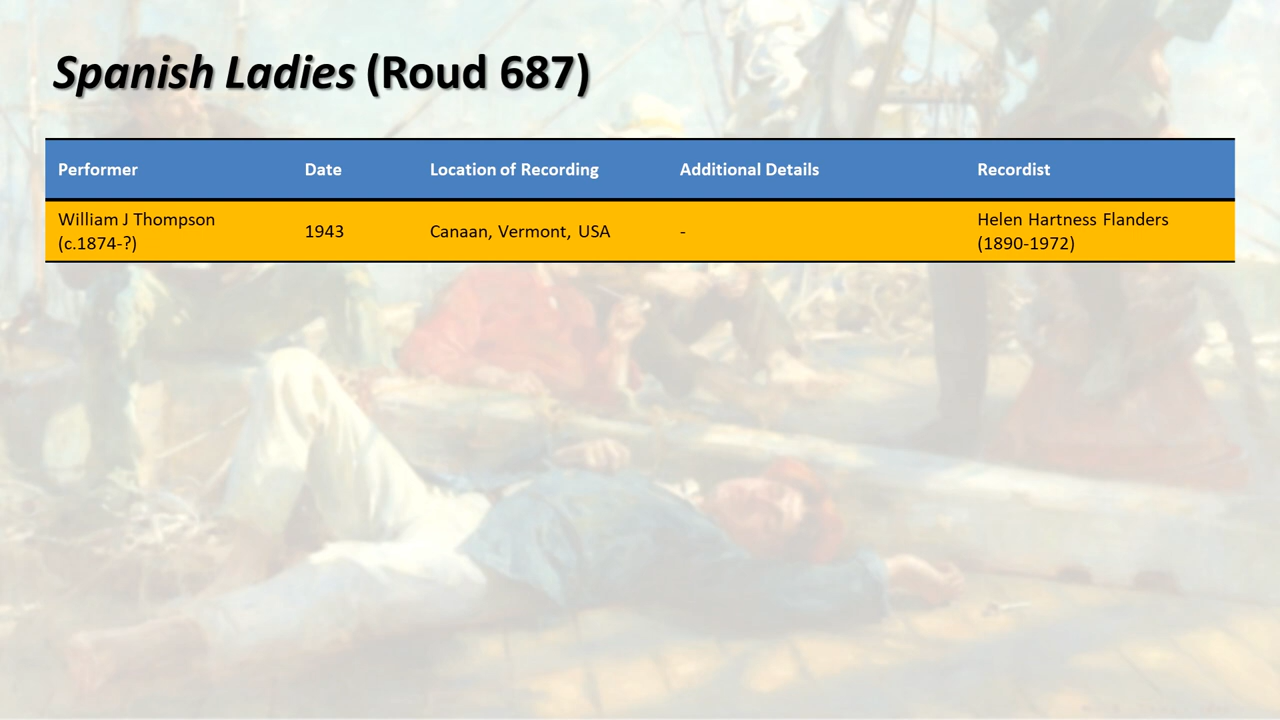 Spanish Ladies (Roud 687)
Performer Date Location of Recording Additional Details Recordist
William J Thompson (c.1874-?) 1943 Canaan, Vermont, USA - Helen Hartness Flanders (1890-1972)